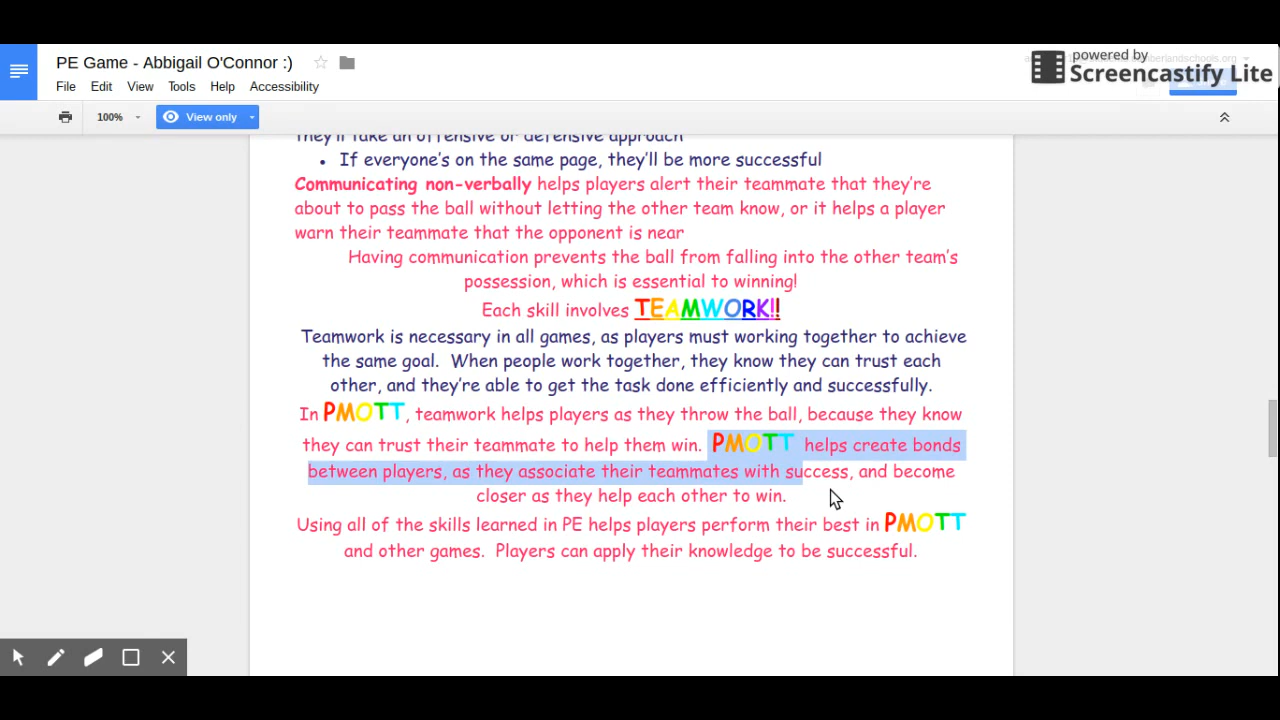 PE Game - Abbigail O'Connor :)
powered by
Screencastify Lite
File Edit View Tools Help Accessibility
100% View only
They'll take an offensive or defensive approach
• If everyone's on the same page, they'll be more successful
Communicating non-verbally helps players alert their teammate that they're
about to pass the ball without letting the other team know, or it helps a player
warn their teammate that the opponent is near
Having communication prevents the ball from falling into the other team's
possession, which is essential to winning!
Each skill involves TEAMWORK!!
Teamwork is necessary in all games, as players must working together to achieve
the same goal. When people work together, they know they can trust each
other, and they're able to get the task done efficiently and successfully.
In PMOTT, teamwork helps players as they throw the ball, because they know
they can trust their teammate to help them win. PMOTT helps create bonds
between players, as they associate their teammates with success, and become
closer as they help each other to win.
Using all of the skills learned in PE helps players perform their best in PMOTT
and other games. Players can apply their knowledge to be successful.